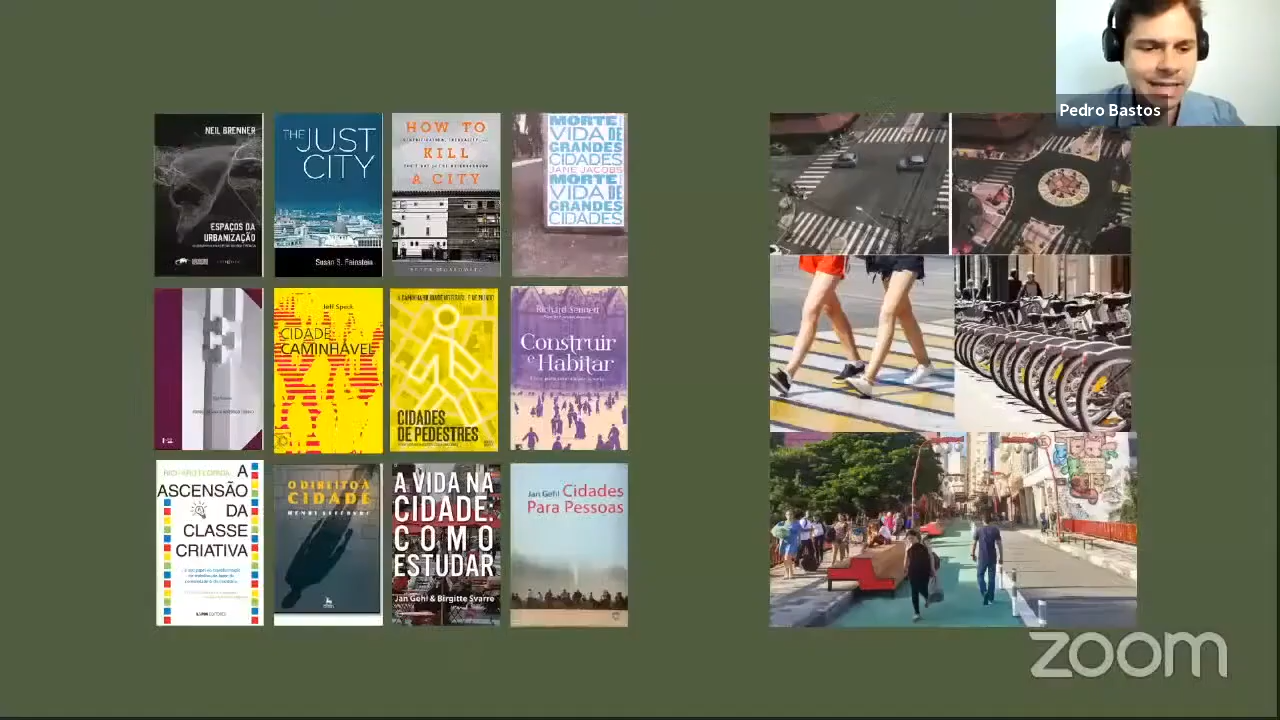 Pedro Bastos
NEIL BRENNER
ESPAÇOS DA
URBANIZAÇÃO
THE JUST
CITY
Susan S. Fainstein
HOW TO
KILL
A CITY
MORTE
VIDA DE
GRANDES
CIDADES
JANE JACOBS
MORTE
VIDA DE
GRANDES
CIDADES
Jeff Speck
CIDADE
CAMINHÁVEL
CIDADES
DE PEDESTRES
Richard Sennett
Construir
e Habitar
A
ASCENSÃO
DA
CLASSE
CRIATIVA
O DIREITO À
CIDADE
HENRI LEFEBVRE
A VIDA NA
CIDADE:
COMO
ESTUDAR
Jan Gehl & Birgitte Svarre
Jan Gehl Cidades
Para Pessoas
zoom